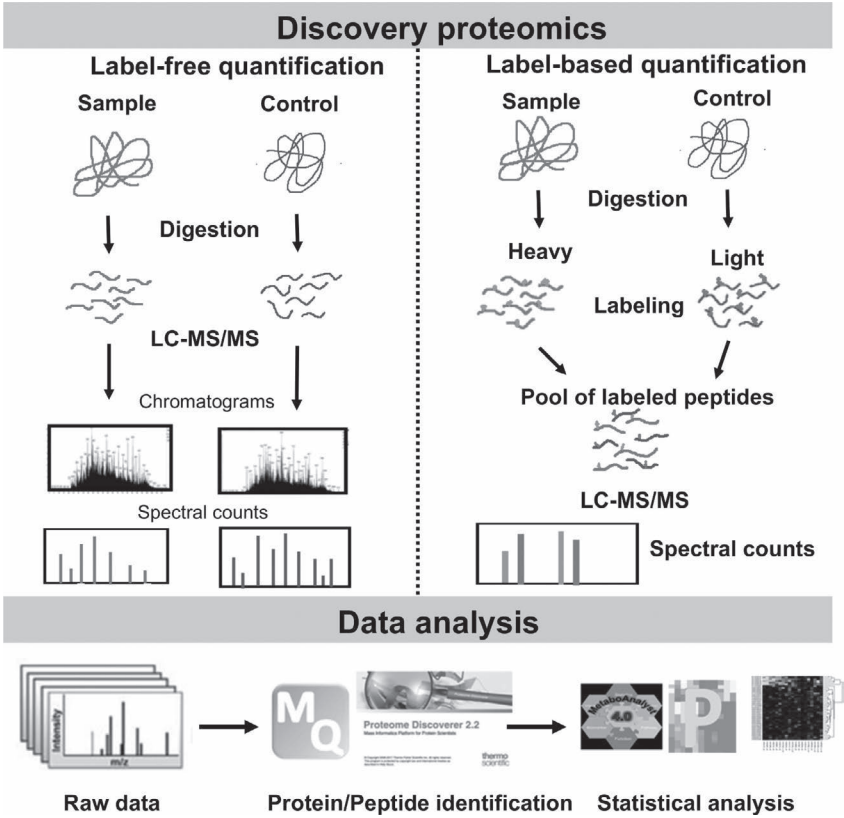 Discovery proteomics
Label-free quantification
Sample
Control
Digestion
LC-MS/MS
Chromatograms
Spectral counts
Label-based quantification
Sample
Control
Digestion
Heavy
Light
Labeling
Pool of labeled peptides
LC-MS/MS
Spectral counts
Data analysis
Intensity
m/z
Raw data
M
Q
Proteome Discoverer 2.2
Mass Informatics Platform for Protein Scientists
thermo
scientific
Protein/Peptide identification
MetaboAnalyst
4.0
P
Statistical analysis